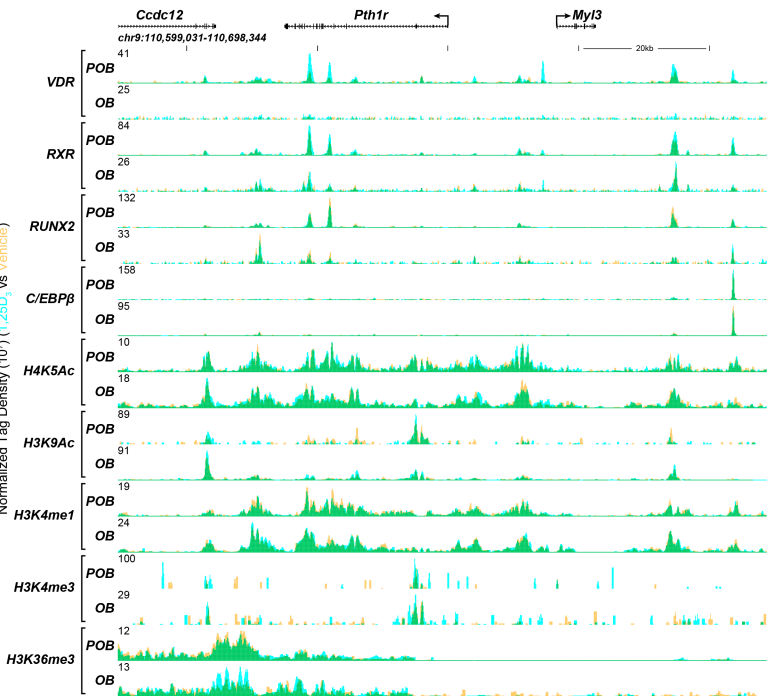 Ccdc12 Pth1r Myl3
chr9:110,599,031-110,698,344
20kb
VDR POB 41
OB 25
RXR POB 84
OB 26
RUNX2 POB 132
OB 33
C/EBPβ POB 158
OB 95
H4K5Ac POB 10
OB 18
H3K9Ac POB 89
OB 91
H3K4me1 POB 19
OB 24
H3K4me3 POB 100
OB 29
H3K36me3 POB 12
OB 13
Normalized Tag Density (10⁷) (1,25D₃ vs Vehicle)